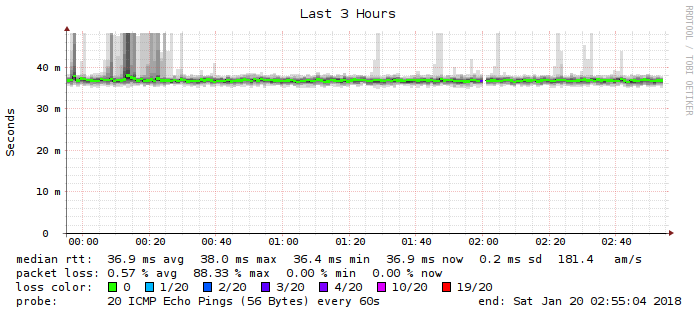 Last 3 Hours
RRDTOOL / TOBI OETIKER
Seconds
40 m
30 m
20 m
10 m
0
00:00 00:20 00:40 01:00 01:20 01:40 02:00 02:20 02:40
median rtt: 36.9 ms avg 38.0 ms max 36.4 ms min 36.9 ms now 0.2 ms sd 181.4 am/s
packet loss: 0.57 % avg 88.33 % max 0.00 % min 0.00 % now
loss color: 0 1/20 2/20 3/20 4/20 10/20 19/20
probe: 20 ICMP Echo Pings (56 Bytes) every 60s end: Sat Jan 20 02:55:04 2018